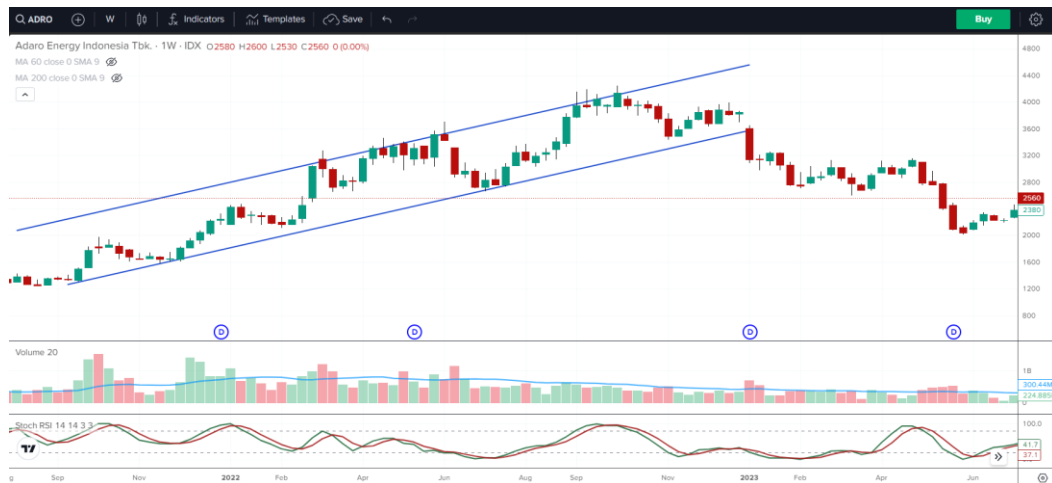 ADRO W Indicators Templates Save Buy
Adaro Energy Indonesia Tbk. · 1W · IDX O2580 H2600 L2530 C2560 0 (0.00%)
MA 60 close 0 SMA 9
MA 200 close 0 SMA 9
4800
4400
4000
3600
3200
2800
2560
2380
2000
1600
1200
800
D D D D
Volume 20
1B
300.44M
224.885
0
Stoch RSI 14 14 3 3
100.0
41.7
37.1
Sep Nov 2022 Feb Apr Jun Aug Sep Nov 2023 Feb Apr Jun